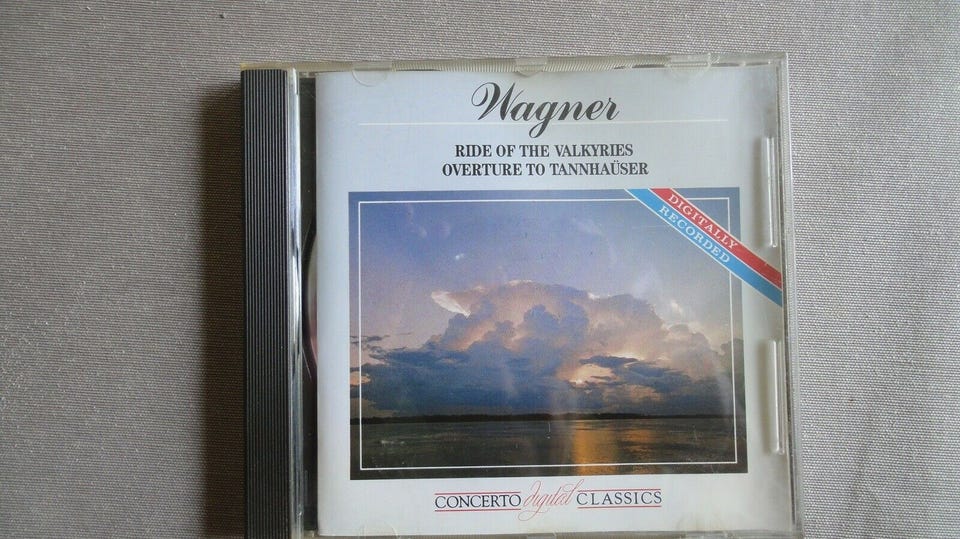 Wagner
RIDE OF THE VALKYRIES
OVERTURE TO TANNHAÜSER
DIGITALLY
RECORDED
CONCERTO digital CLASSICS